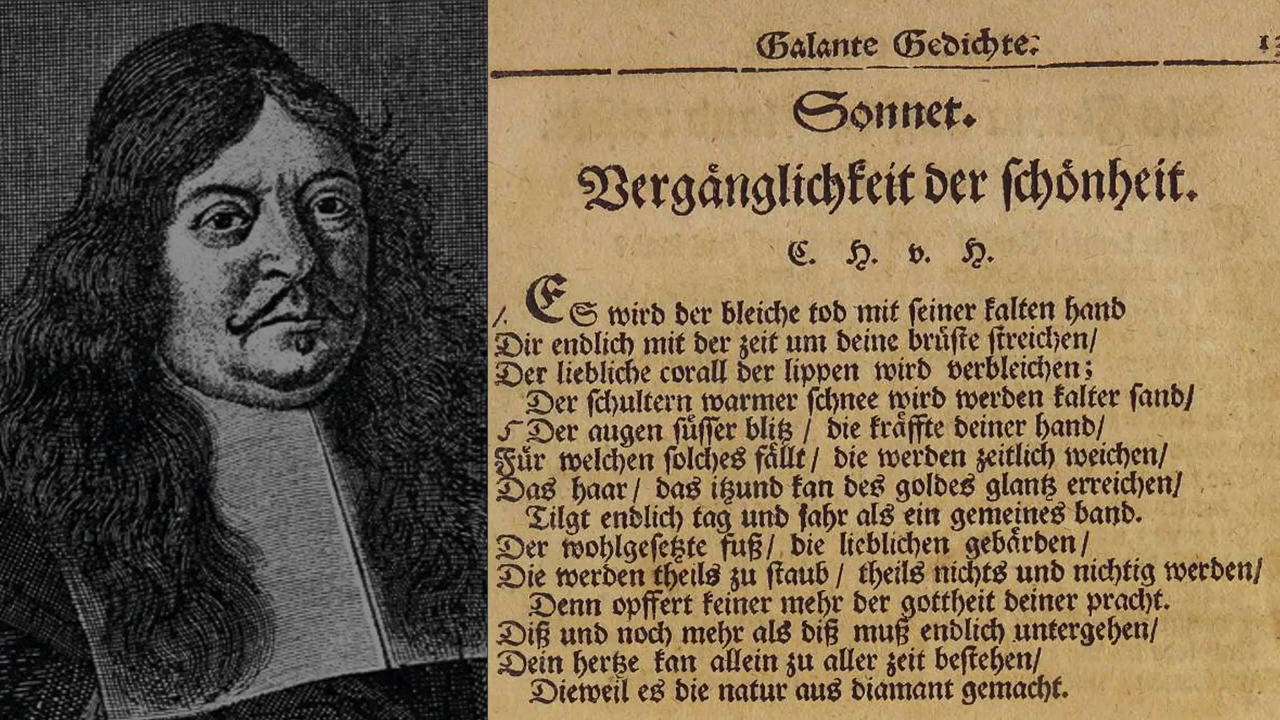 Galante Gedichte.
Sonnet.
Vergänglichkeit der ſchönheit.
C. H. v. H.
ES wird der bleiche tod mit ſeiner kalten hand
Dir endlich mit der zeit um deine brüſte ſtreichen/
Der liebliche corall der lippen wird verbleichen;
Der ſchultern warmer ſchnee wird werden kalter ſand/
5 Der augen ſüſſer blitz / die kräffte deiner hand/
Für welchen ſolches fällt / die werden zeitlich weichen/
Das haar / das itzund kan des goldes glantz erreichen/
Tilgt endlich tag und jahr als ein gemeines band.
Der wohlgeſetzte fuß/ die lieblichen gebärden/
Die werden theils zu ſtaub / theils nichts und nichtig werden/
Denn opffert keiner mehr der gottheit deiner pracht.
Diß und noch mehr als diß muß endlich untergehen/
Dein hertze kan allein zu aller zeit beſtehen/
Dieweil es die natur aus diamant gemacht.